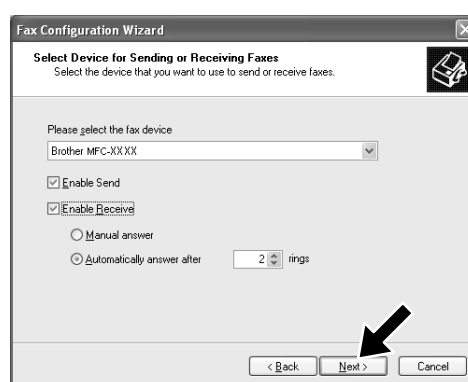 Fax Configuration Wizard
Select Device for Sending or Receiving Faxes
Select the device that you want to use to send or receive faxes.
Please select the fax device
Brother MFC-XXXX
Enable Send
Enable Receive
Manual answer
Automatically answer after 2 rings
< Back Next > Cancel